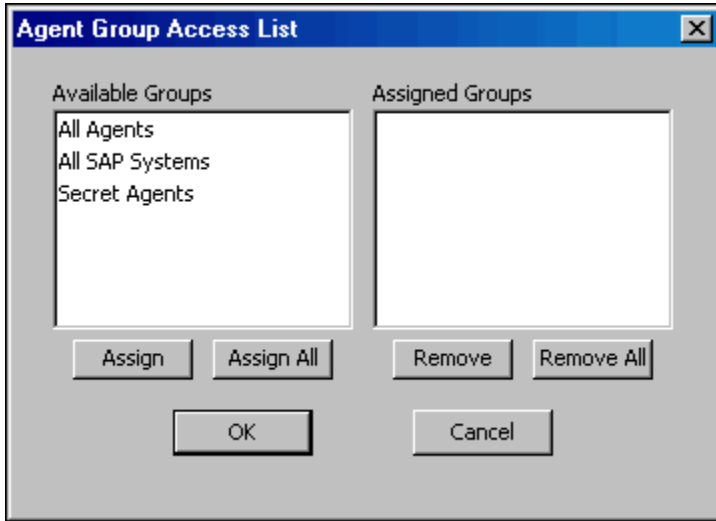 Agent Group Access List
Available Groups Assigned Groups
All Agents
All SAP Systems
Secret Agents
Assign Assign All Remove Remove All
OK Cancel